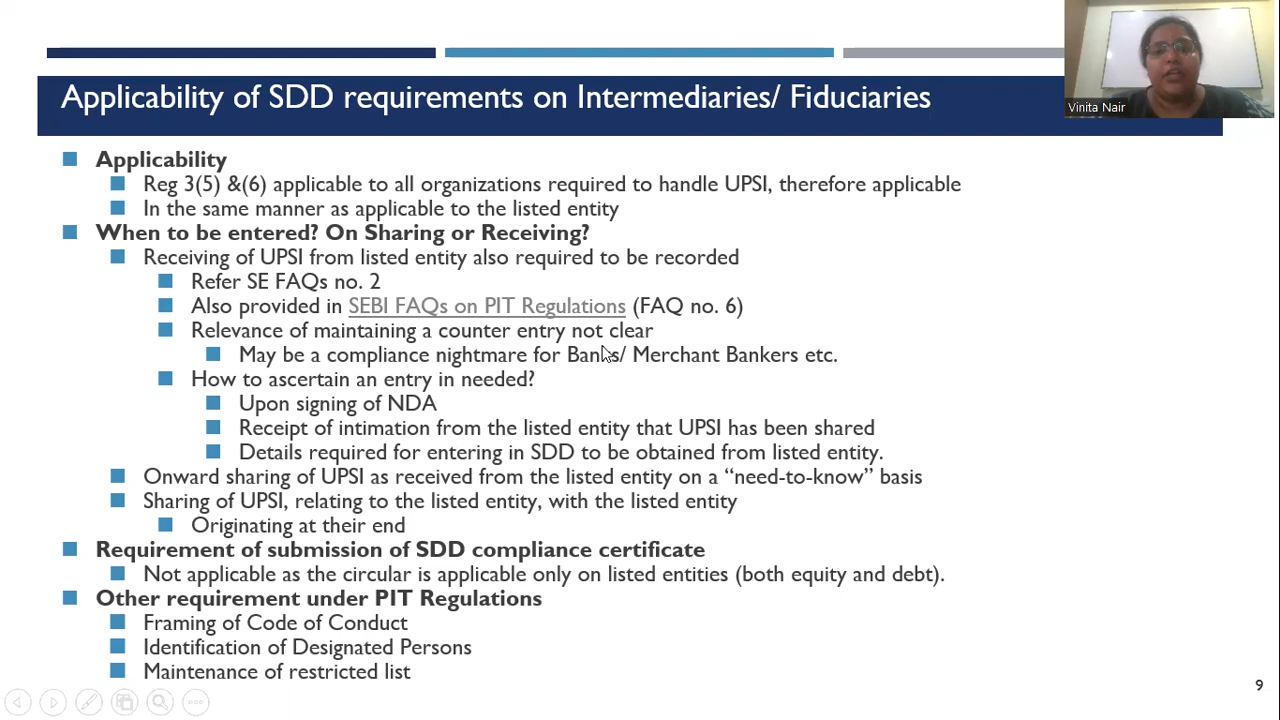 Applicability of SDD requirements on Intermediaries/ Fiduciaries
Vinita Nair
Applicability
Reg 3(5) &(6) applicable to all organizations required to handle UPSI, therefore applicable
In the same manner as applicable to the listed entity
When to be entered? On Sharing or Receiving?
Receiving of UPSI from listed entity also required to be recorded
Refer SE FAQs no. 2
Also provided in SEBI FAQs on PIT Regulations (FAQ no. 6)
Relevance of maintaining a counter entry not clear
May be a compliance nightmare for Banks/ Merchant Bankers etc.
How to ascertain an entry in needed?
Upon signing of NDA
Receipt of intimation from the listed entity that UPSI has been shared
Details required for entering in SDD to be obtained from listed entity.
Onward sharing of UPSI as received from the listed entity on a “need-to-know” basis
Sharing of UPSI, relating to the listed entity, with the listed entity
Originating at their end
Requirement of submission of SDD compliance certificate
Not applicable as the circular is applicable only on listed entities (both equity and debt).
Other requirement under PIT Regulations
Framing of Code of Conduct
Identification of Designated Persons
Maintenance of restricted list
9